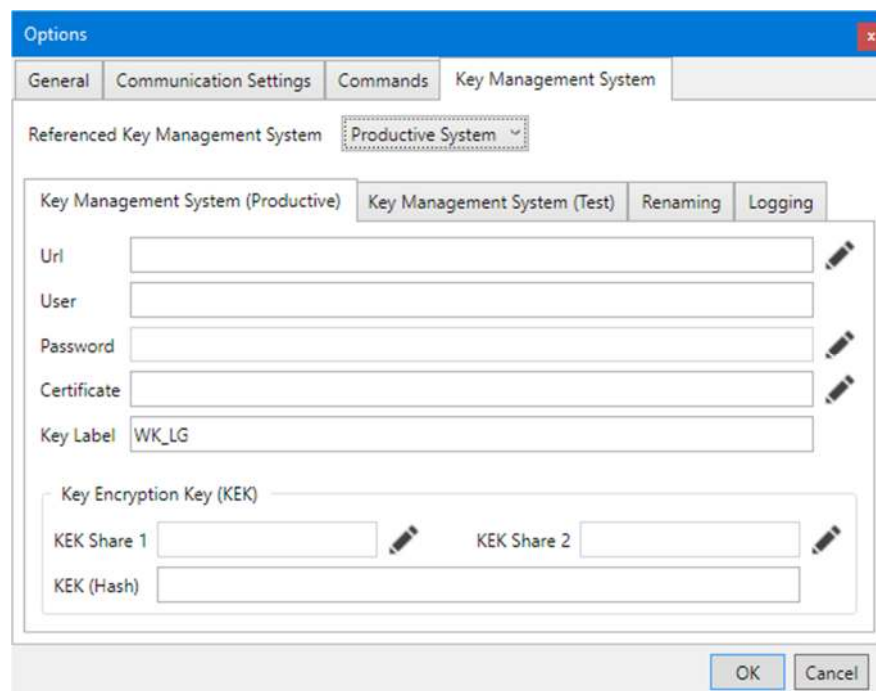 Options x
General Communication Settings Commands Key Management System
Referenced Key Management System Productive System
Key Management System (Productive) Key Management System (Test) Renaming Logging
Url
User
Password
Certificate
Key Label WK_LG
Key Encryption Key (KEK)
KEK Share 1 KEK Share 2
KEK (Hash)
OK Cancel